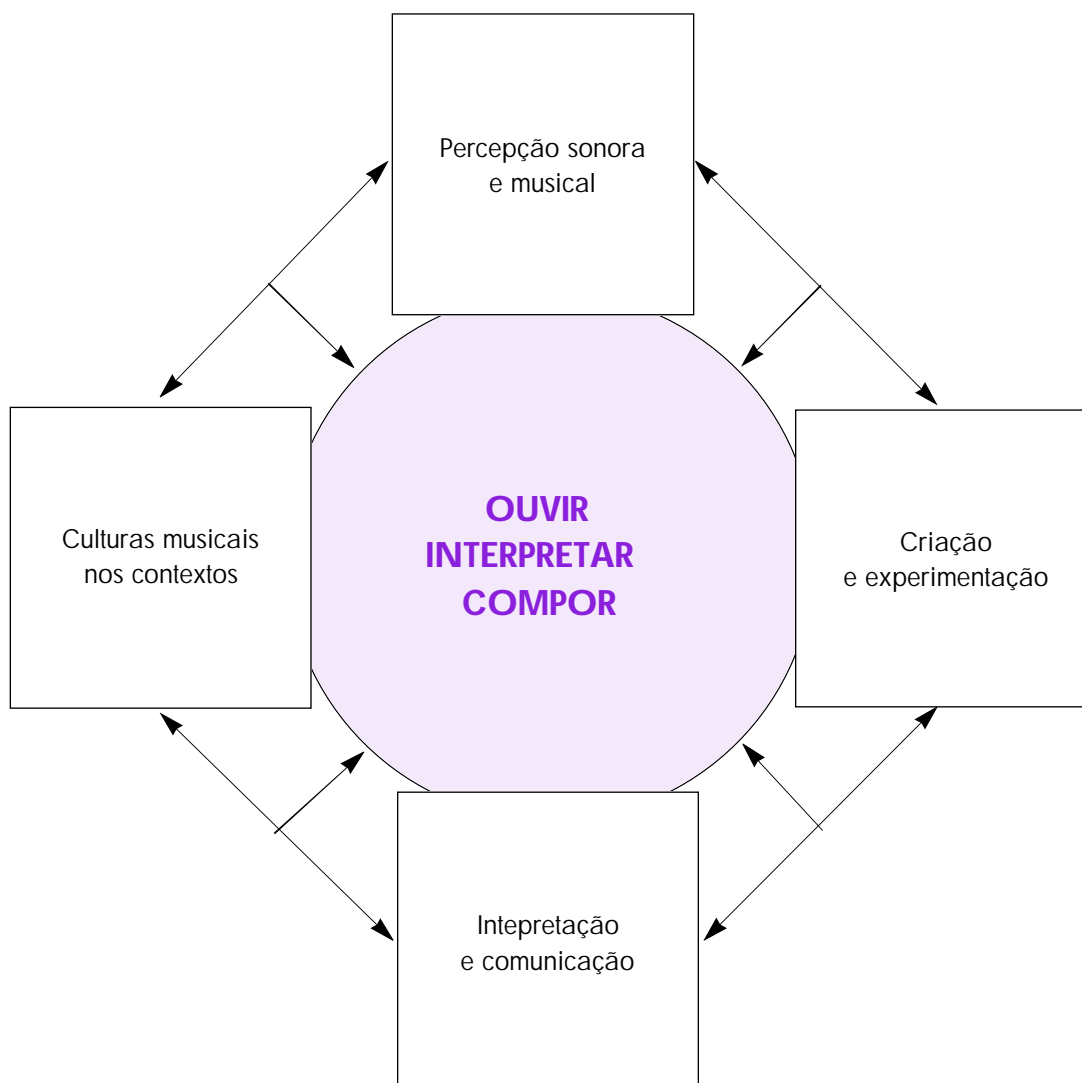 Percepção sonora
e musical
Culturas musicais
nos contextos
OUVIR
INTERPRETAR
COMPOR
Criação
e experimentação
Intepretação
e comunicação